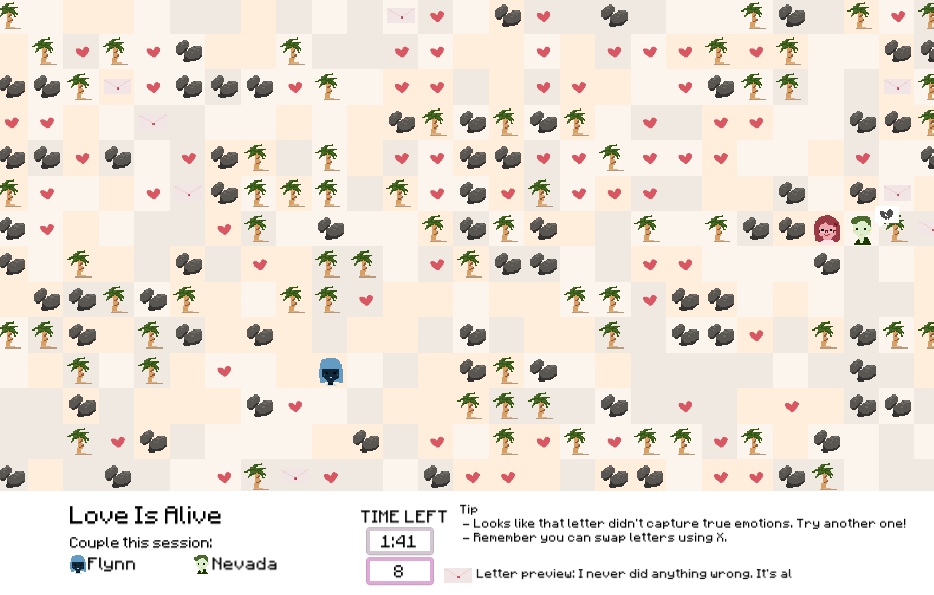 Love Is Alive
Couple this session:
Flynn
Nevada
TIME LEFT
1:41
8
Tip
- Looks like that letter didn't capture true emotions. Try another one!
- Remember you can swap letters using X.
Letter preview: I never did anything wrong. It's al